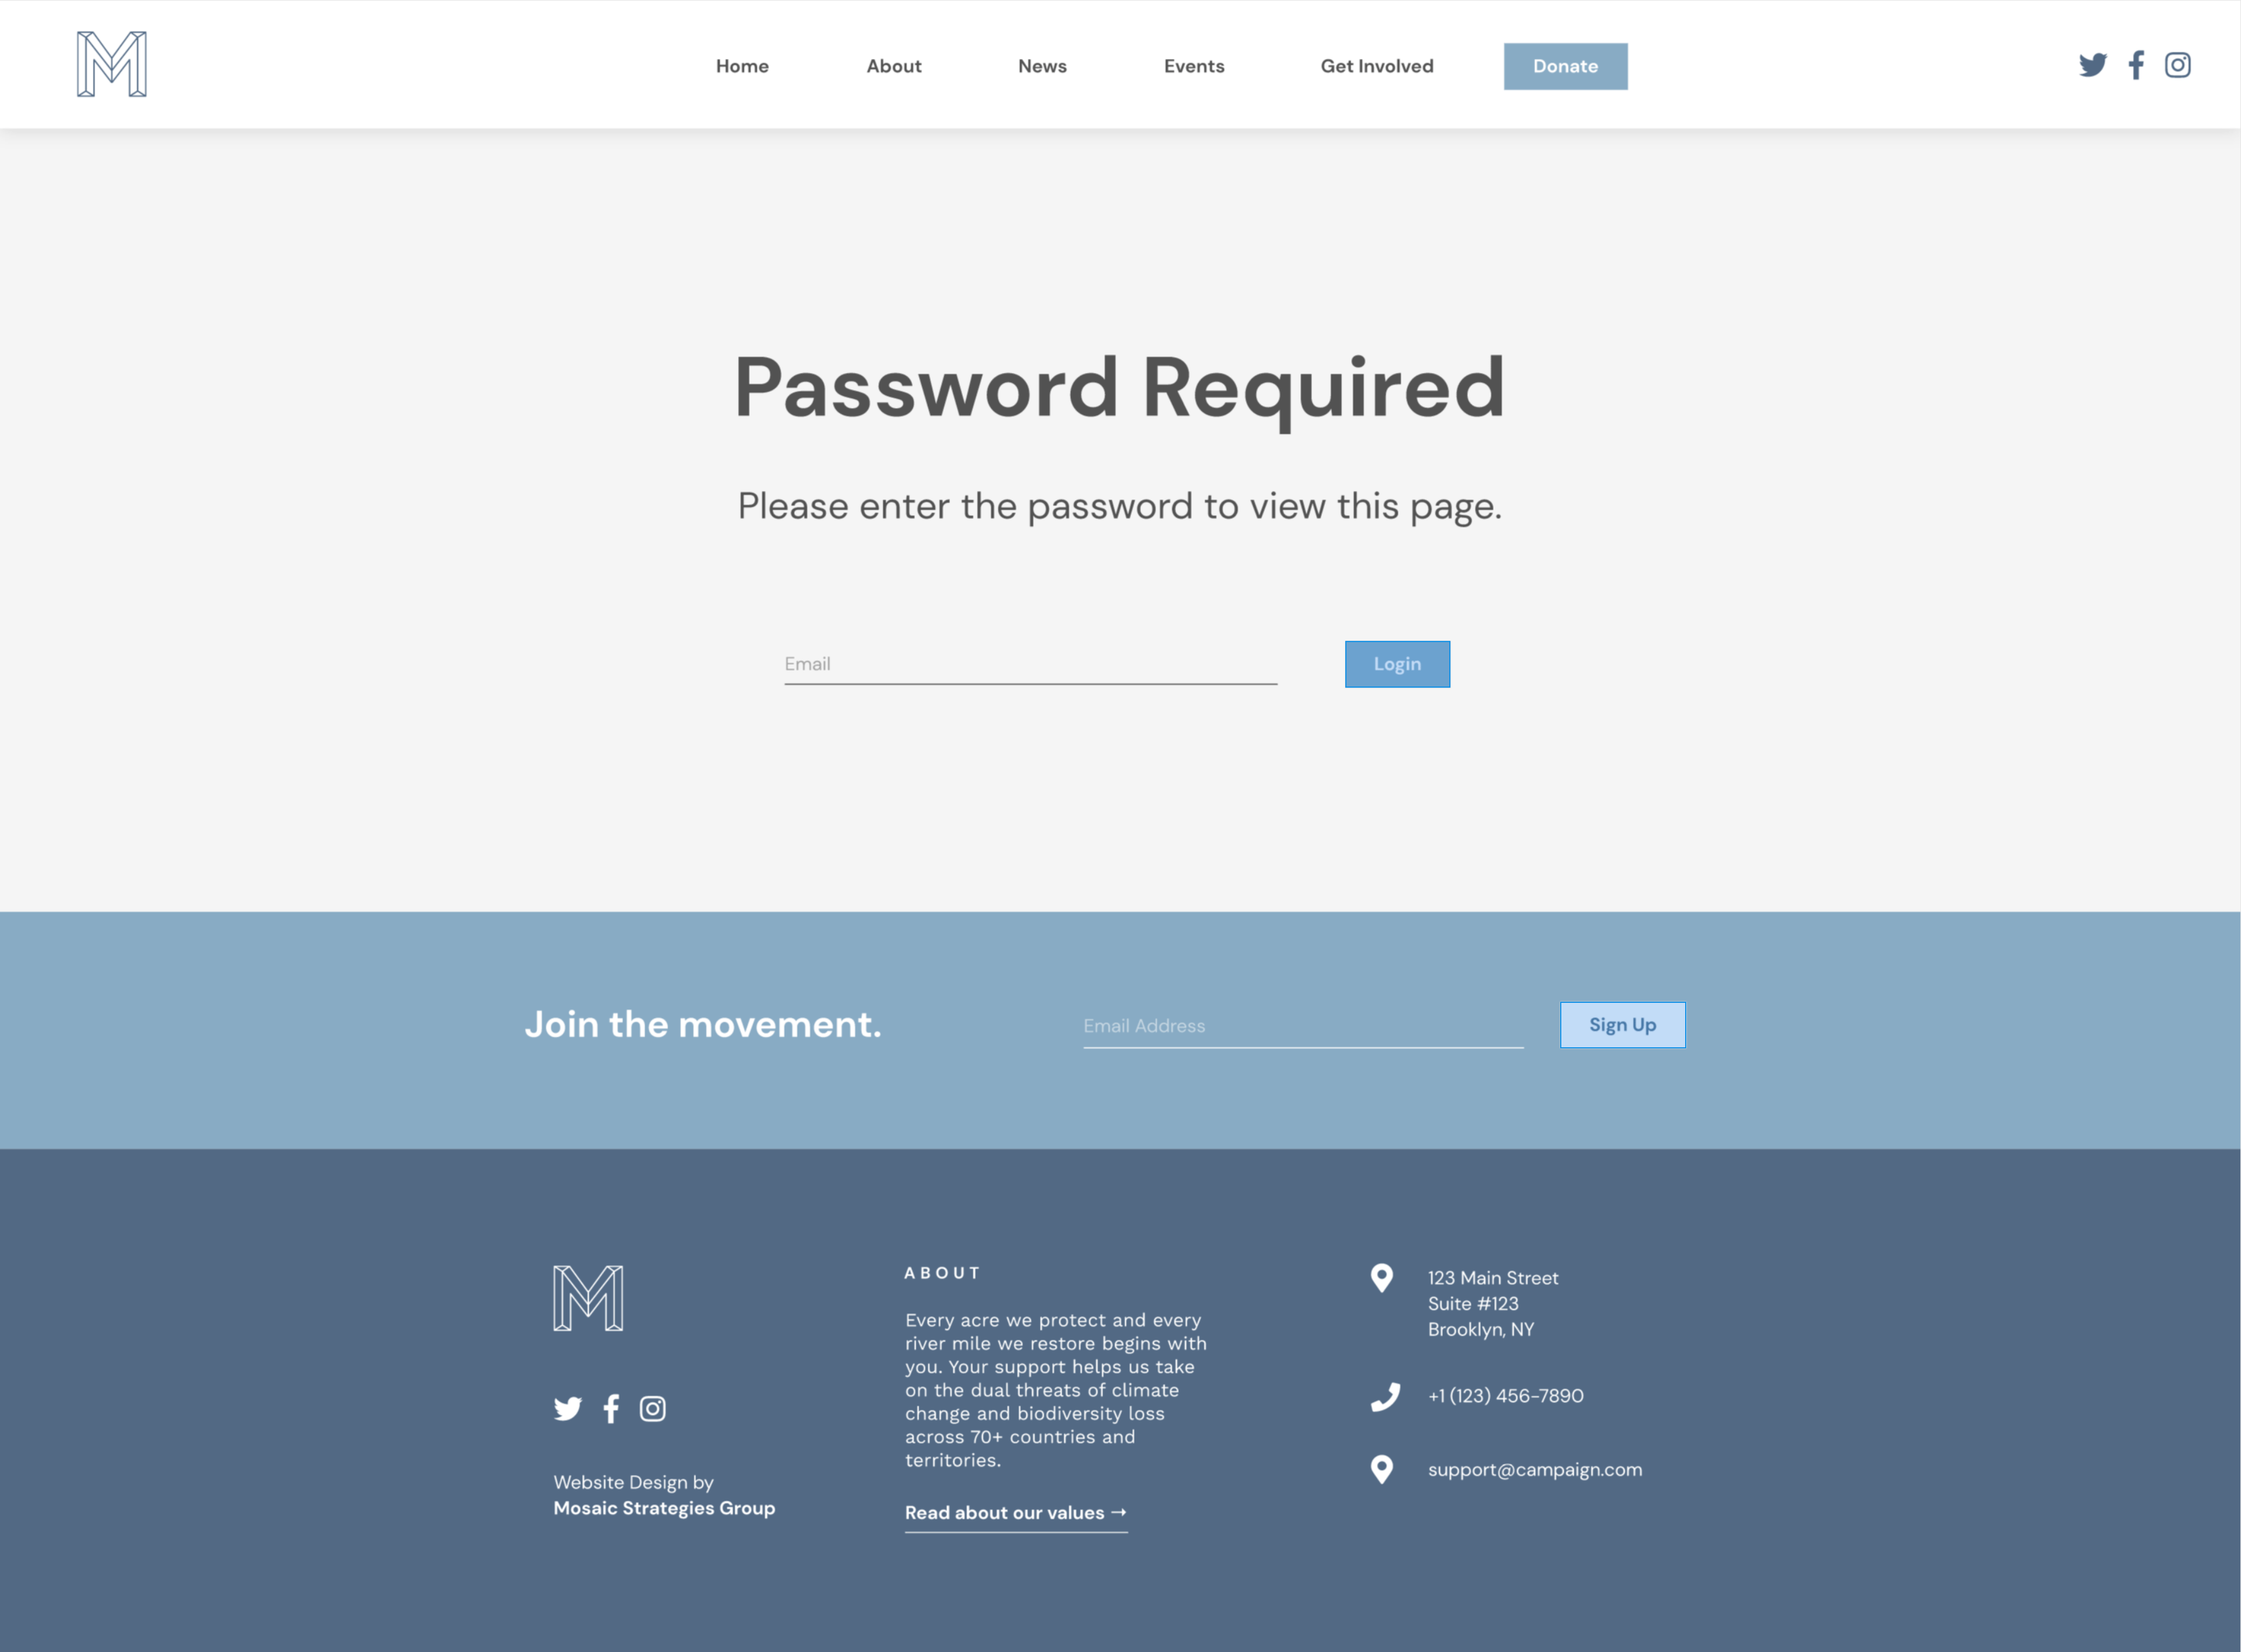 M
Home About News Events Get Involved Donate
Password Required
Please enter the password to view this page.
Email Login
Join the movement. Email Address Sign Up
M
Website Design by
Mosaic Strategies Group
ABOUT
Every acre we protect and every
river mile we restore begins with
you. Your support helps us take
on the dual threats of climate
change and biodiversity loss
across 70+ countries and
territories.
Read about our values →
123 Main Street
Suite #123
Brooklyn, NY
+1 (123) 456-7890
support@campaign.com